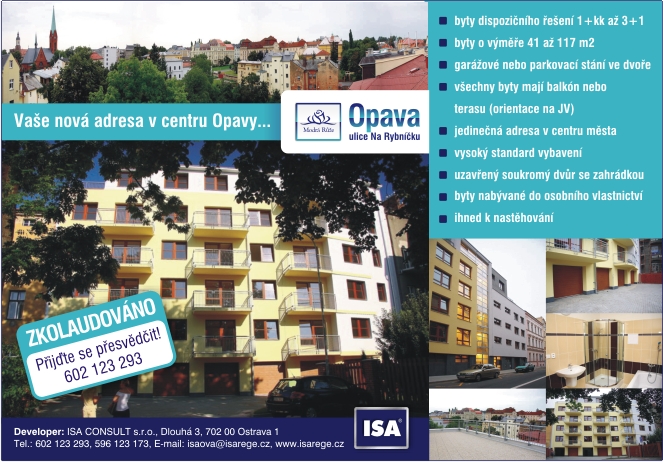 Vaše nová adresa v centru Opavy...
Modrá Růže
Opava
ulice Na Rybníčku
byty dispozičního řešení 1+kk až 3+1
byty o výměře 41 až 117 m2
garážové nebo parkovací stání ve dvoře
všechny byty mají balkón nebo
terasu (orientace na JV)
jedinečná adresa v centru města
vysoký standard vybavení
uzavřený soukromý dvůr se zahrádkou
byty nabývané do osobního vlastnictví
ihned k nastěhování
ZKOLAUDOVÁNO
Přijďte se přesvědčit!
602 123 293
Developer: ISA CONSULT s.r.o., Dlouhá 3, 702 00 Ostrava 1
Tel.: 602 123 293, 596 123 173, E-mail: isaova@isarege.cz, www.isarege.cz
ISA®